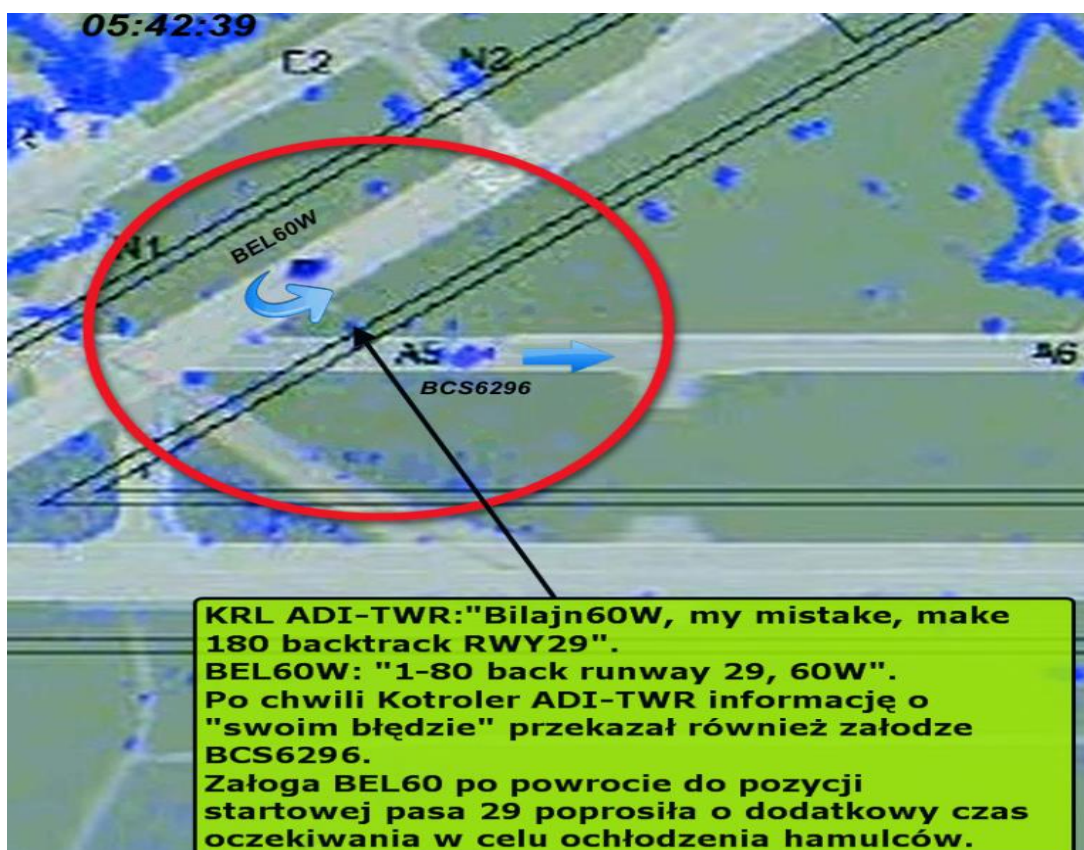 05:42:39
E2
N2
BEL60W
N1
A5
A6
BCS6296
KRL ADI-TWR:"Bilajn60W, my mistake, make
180 backtrack RWY29".
BEL60W: "1-80 back runway 29, 60W".
Po chwili Kotroler ADI-TWR informację o
"swoim błędzie" przekazał również załodze
BCS6296.
Załoga BEL60 po powrocie do pozycji
startowej pasa 29 poprosiła o dodatkowy czas
oczekiwania w celu ochłodzenia hamulców.